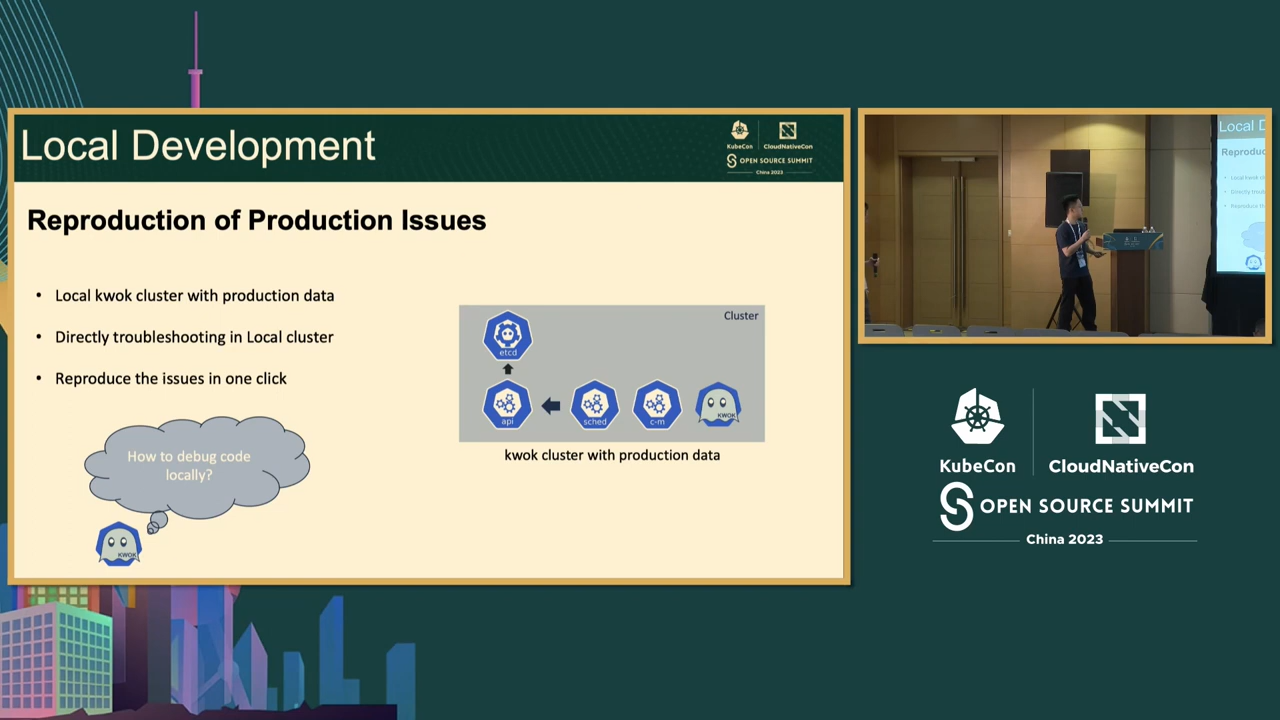 Local Development
KubeCon
CloudNativeCon
OPEN SOURCE SUMMIT
China 2023
Reproduction of Production Issues
• Local kwok cluster with production data
• Directly troubleshooting in Local cluster
• Reproduce the issues in one click
How to debug code
locally?
KWOK
Cluster
etcd
api
sched
c-m
KWOK
kwok cluster with production data
Local D
Reproduc
KubeCon
CloudNativeCon
OPEN SOURCE SUMMIT
China 2023